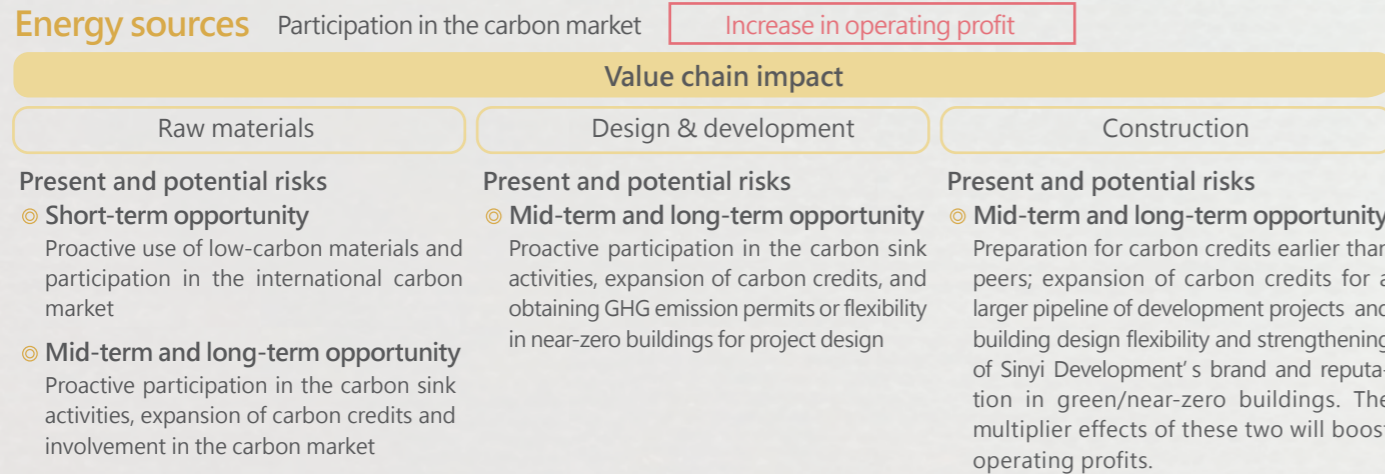 Energy sources Participation in the carbon market Increase in operating profit
Value chain impact
Raw materials
Present and potential risks
◎ Short-term opportunity
Proactive use of low-carbon materials and
participation in the international carbon
market
◎ Mid-term and long-term opportunity
Proactive participation in the carbon sink
activities, expansion of carbon credits and
involvement in the carbon market
Design & development
Present and potential risks
◎ Mid-term and long-term opportunity
Proactive participation in the carbon sink
activities, expansion of carbon credits, and
obtaining GHG emission permits or flexibility
in near-zero buildings for project design
Construction
Present and potential risks
◎ Mid-term and long-term opportunity
Preparation for carbon credits earlier than
peers; expansion of carbon credits for a
larger pipeline of development projects and
building design flexibility and strengthening
of Sinyi Development's brand and reputa-
tion in green/near-zero buildings. The
multiplier effects of these two will boost
operating profits.